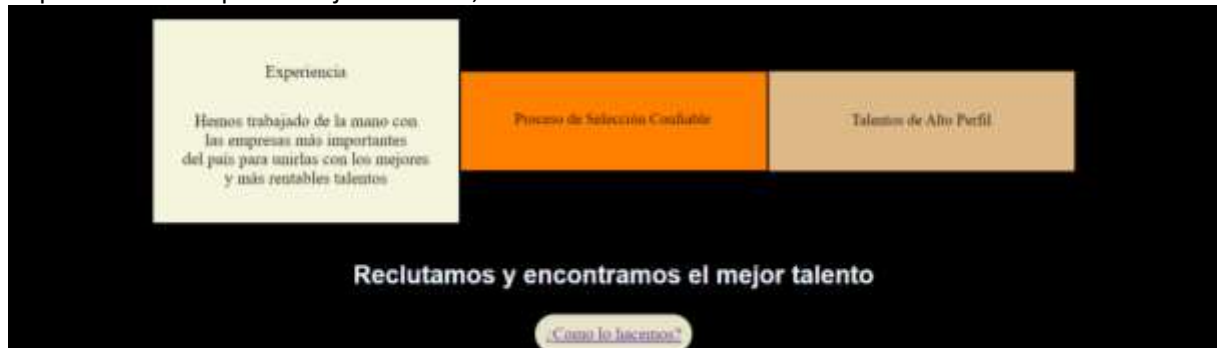 Experiencia
Hemos trabajado de la mano con
las empresas más importantes
del país para unirlas con los mejores
y más rentables talentos
Proceso de Selección Confiable
Talentos de Alto Perfil
Reclutamos y encontramos el mejor talento
¿Como lo hacemos?